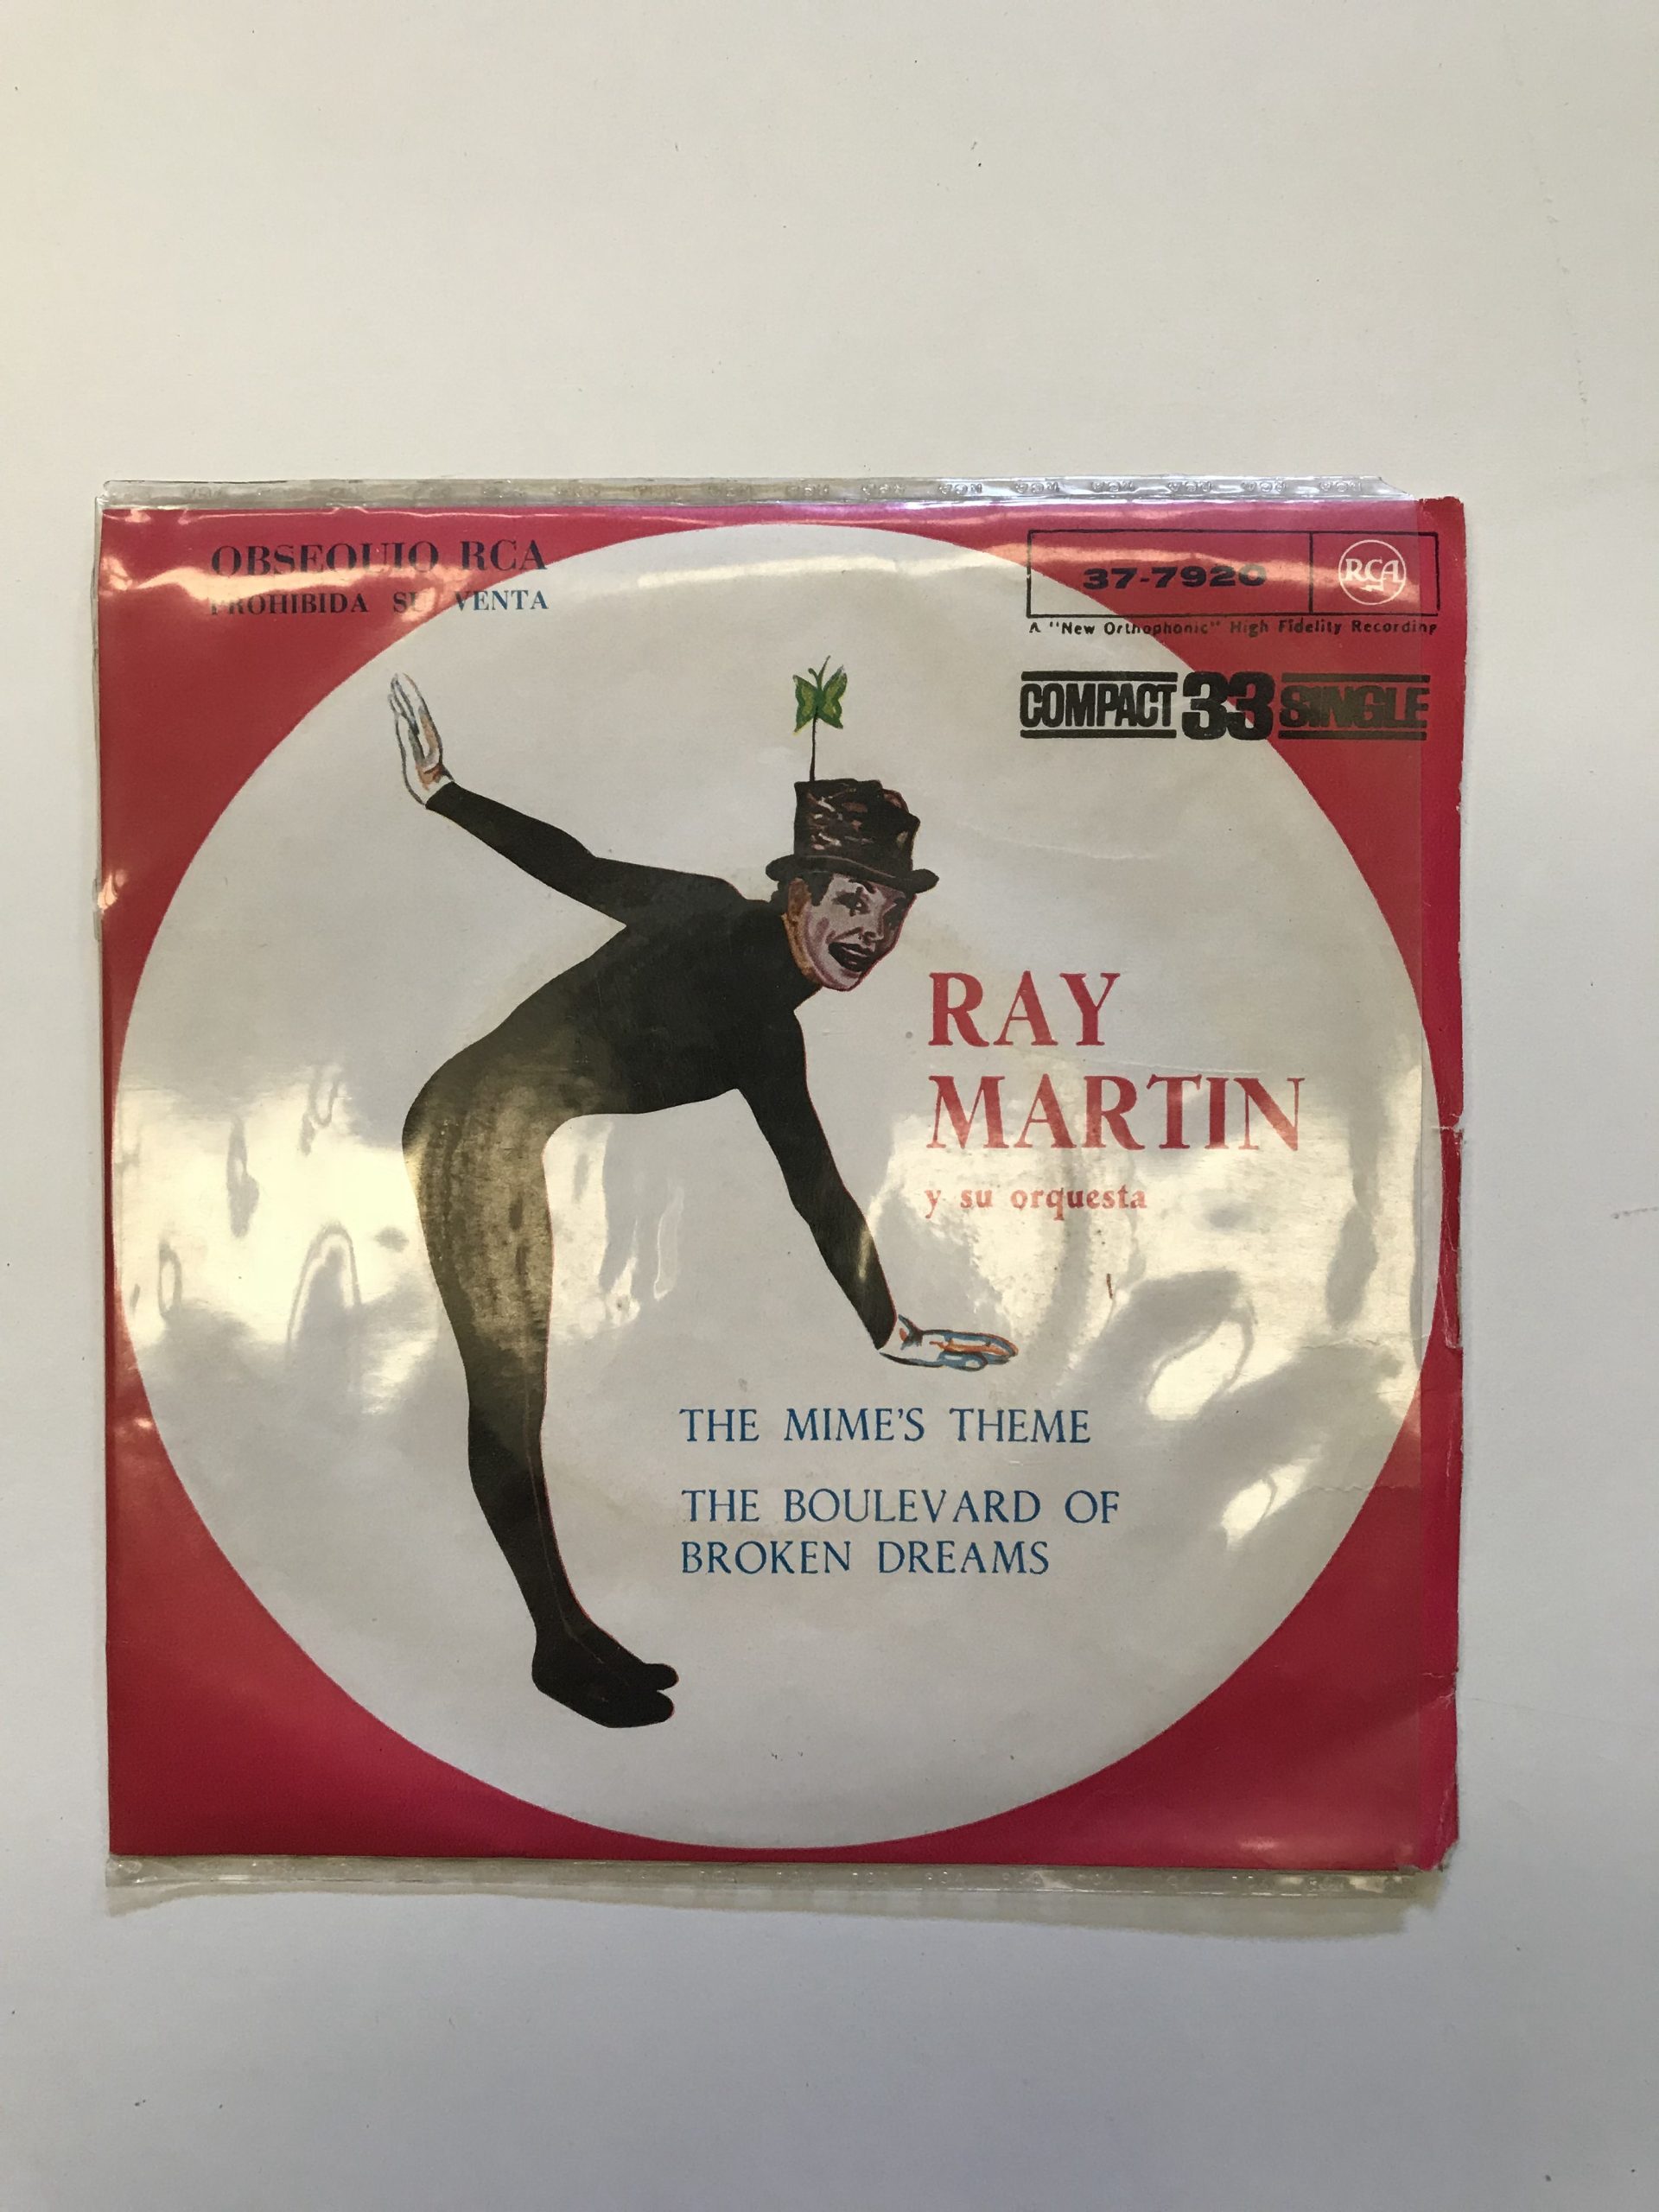 OBSEQUIO RCA
PROHIBIDA SU VENTA
37-7920
RCA
A "New Orthophonic" High Fidelity Recording
COMPACT 33 SINGLE
RAY
MARTIN
y su orquesta
THE MIME'S THEME
THE BOULEVARD OF
BROKEN DREAMS